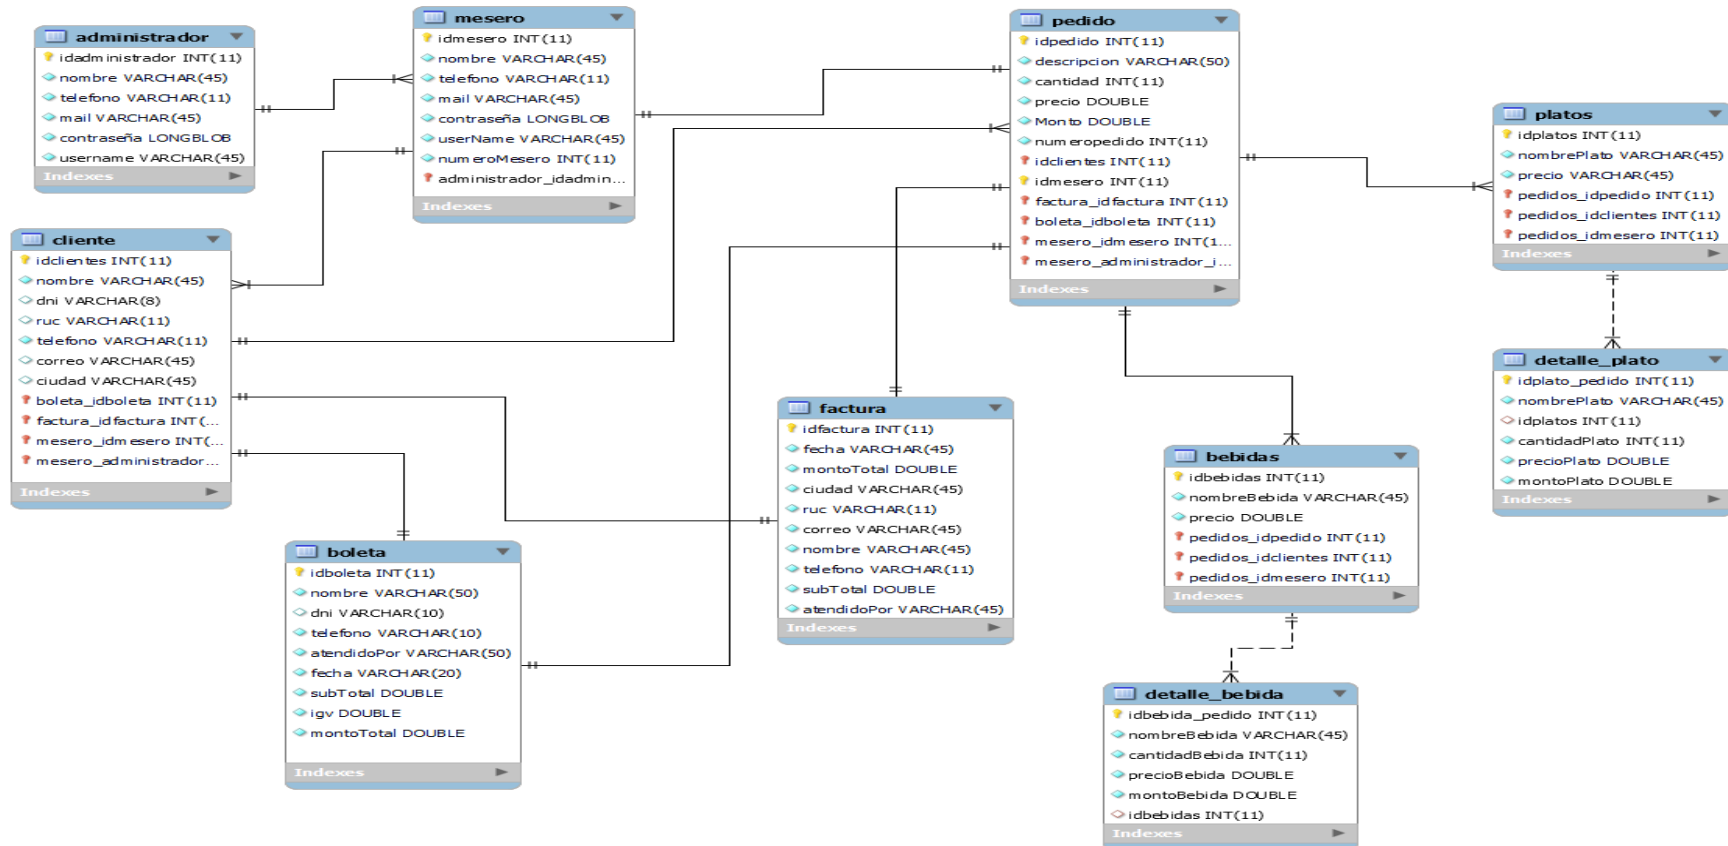 administrador
idadministrador INT(11)
nombre VARCHAR(45)
telefono VARCHAR(11)
mail VARCHAR(45)
contraseña LONGBLOB
username VARCHAR(45)
Indexes
mesero
idmesero INT(11)
nombre VARCHAR(45)
telefono VARCHAR(11)
mail VARCHAR(45)
contraseña LONGBLOB
userName VARCHAR(45)
numeroMesero INT(11)
administrador_idadmin...
Indexes
pedido
idpedido INT(11)
descripcion VARCHAR(50)
cantidad INT(11)
precio DOUBLE
Monto DOUBLE
numeropedido INT(11)
idclientes INT(11)
idmesero INT(11)
factura_idfactura INT(11)
boleta_idboleta INT(11)
mesero_idmesero INT(1...
mesero_administrador_i...
Indexes
platos
idplatos INT(11)
nombrePlato VARCHAR(45)
precio VARCHAR(45)
pedidos_idpedido INT(11)
pedidos_idclientes INT(11)
pedidos_idmesero INT(11)
Indexes
cliente
idclientes INT(11)
nombre VARCHAR(45)
dni VARCHAR(8)
ruc VARCHAR(11)
telefono VARCHAR(11)
correo VARCHAR(45)
ciudad VARCHAR(45)
boleta_idboleta INT(11)
factura_idfactura INT(...
mesero_idmesero INT(...
mesero_administrador...
Indexes
detalle_plato
idplato_pedido INT(11)
nombrePlato VARCHAR(45)
idplatos INT(11)
cantidadPlato INT(11)
precioPlato DOUBLE
montoPlato DOUBLE
Indexes
factura
idfactura INT(11)
fecha VARCHAR(45)
montoTotal DOUBLE
ciudad VARCHAR(45)
ruc VARCHAR(11)
correo VARCHAR(45)
nombre VARCHAR(45)
telefono VARCHAR(11)
subTotal DOUBLE
atendidoPor VARCHAR(45)
Indexes
bebidas
idbebidas INT(11)
nombreBebida VARCHAR(45)
precio DOUBLE
pedidos_idpedido INT(11)
pedidos_idclientes INT(11)
pedidos_idmesero INT(11)
Indexes
boleta
idboleta INT(11)
nombre VARCHAR(50)
dni VARCHAR(10)
telefono VARCHAR(10)
atendidoPor VARCHAR(50)
fecha VARCHAR(20)
subTotal DOUBLE
igv DOUBLE
montoTotal DOUBLE
Indexes
detalle_bebida
idbebida_pedido INT(11)
nombreBebida VARCHAR(45)
cantidadBebida INT(11)
precioBebida DOUBLE
montoBebida DOUBLE
idbebidas INT(11)
Indexes